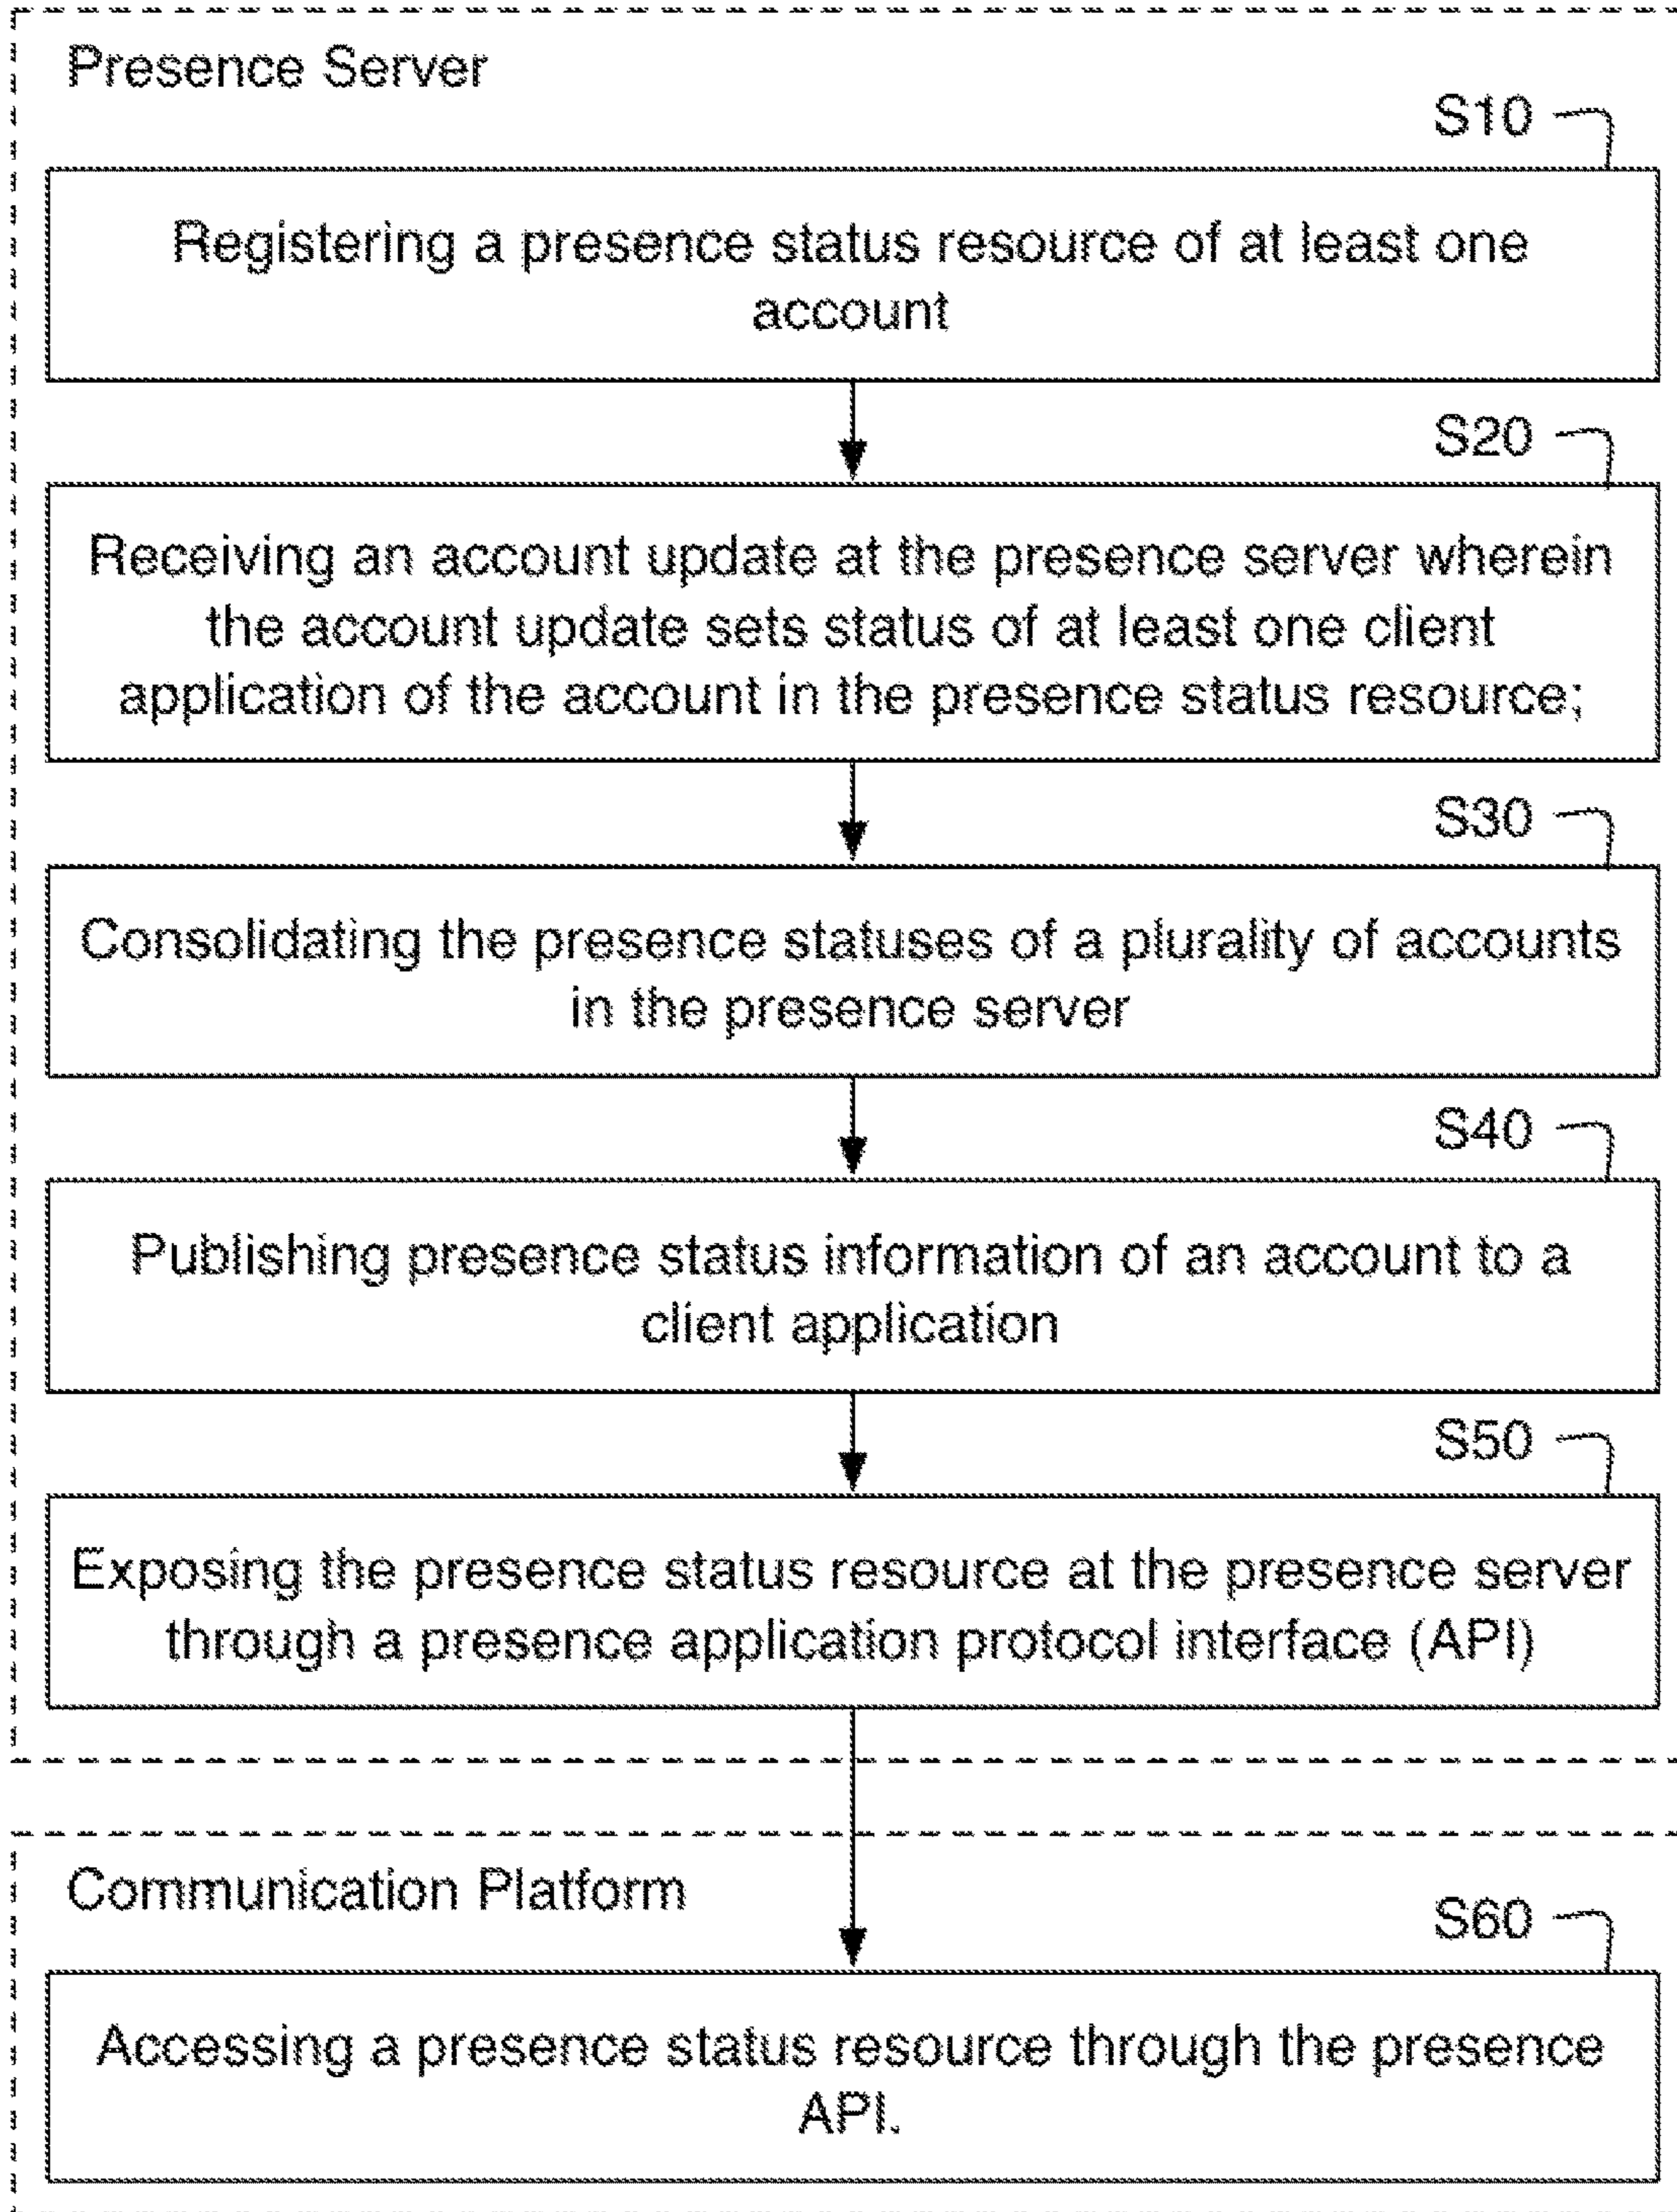 Presence Server
S10
Registering a presence status resource of at least one
account
S20
Receiving an account update at the presence server wherein
the account update sets status of at least one client
application of the account in the presence status resource;
S30
Consolidating the presence statuses of a plurality of accounts
in the presence server
S40
Publishing presence status information of an account to a
client application
S50
Exposing the presence status resource at the presence server
through a presence application protocol interface (API)
Communication Platform
S60
Accessing a presence status resource through the presence
API.